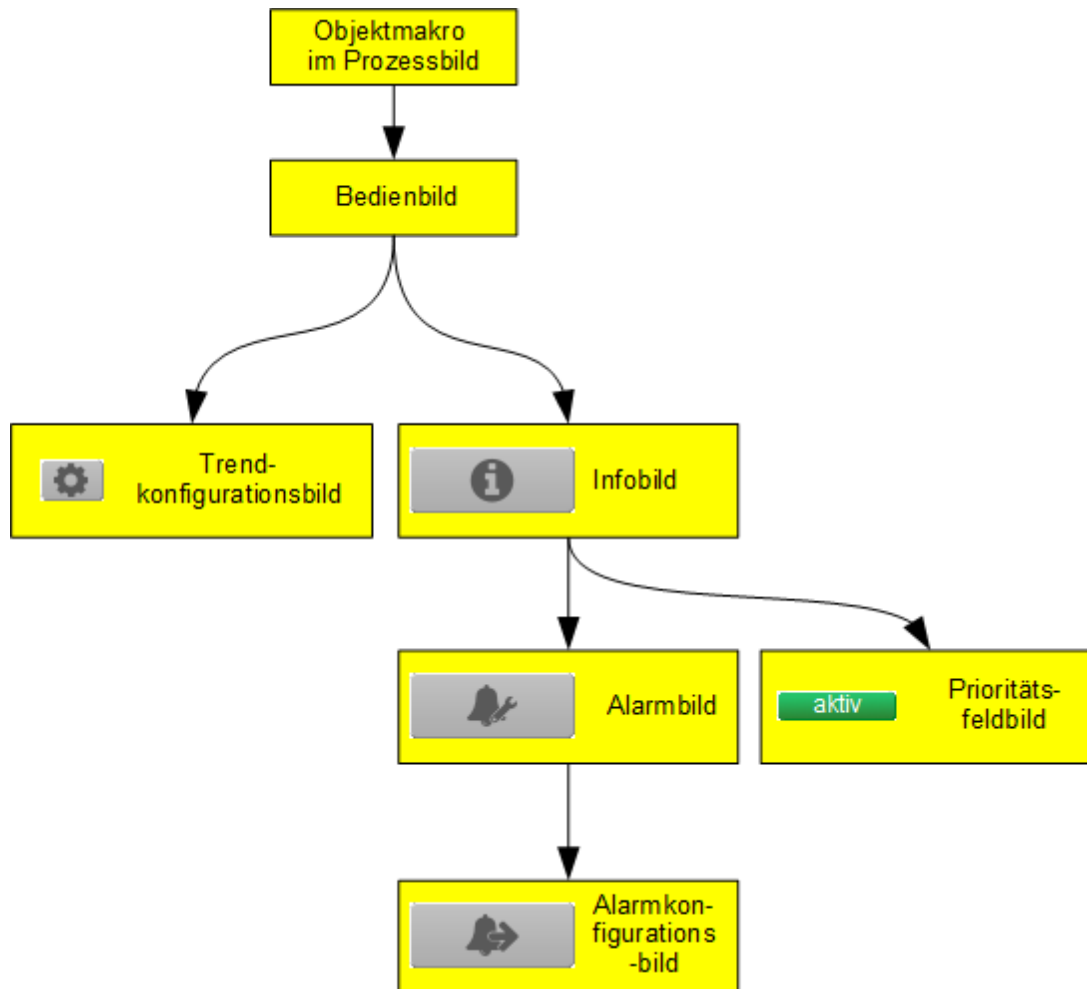 Objektmakro
im Prozessbild
Bedienbild
Trend-
konfigurationsbild
Infobild
Alarmbild
aktiv
Prioritäts-
feldbild
Alarmkon-
figurations
-bild